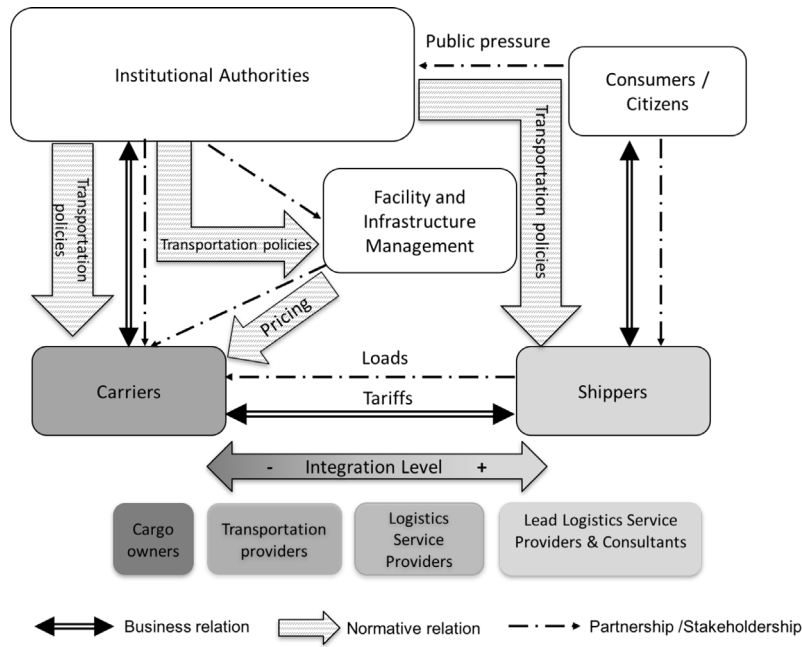 Public pressure
Institutional Authorities
Consumers /
Citizens
Transportation
policies
Transportation policies
Facility and
Infrastructure
Management
Transportation policies
Pricing
Loads
Carriers
Tariffs
Shippers
- Integration Level +
Cargo
owners
Transportation
providers
Logistics
Service
Providers
Lead Logistics Service
Providers & Consultants
Business relation
Normative relation
Partnership /Stakeholdership